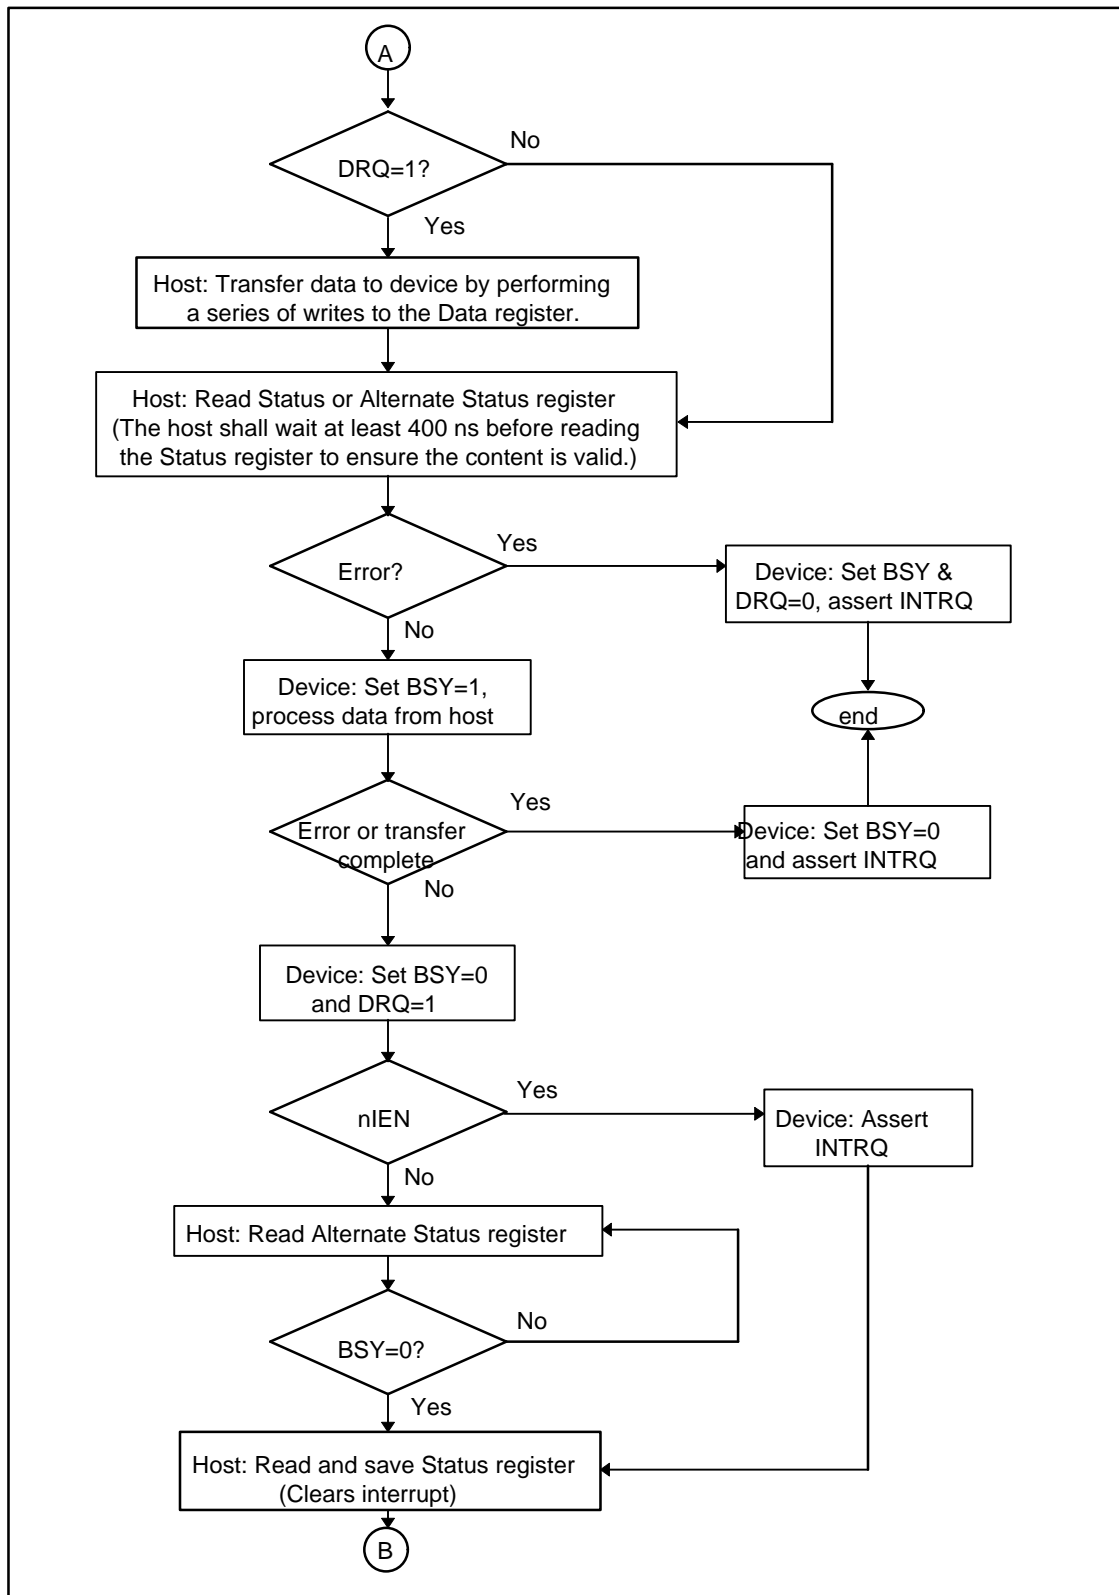 A
DRQ=1?
No
Yes
Host: Transfer data to device by performing
a series of writes to the Data register.
Host: Read Status or Alternate Status register
(The host shall wait at least 400 ns before reading
the Status register to ensure the content is valid.)
Error?
Yes
No
Device: Set BSY &
DRQ=0, assert INTRQ
Device: Set BSY=1,
process data from host
end
Error or transfer
complete
Yes
No
Device: Set BSY=0
and assert INTRQ
Device: Set BSY=0
and DRQ=1
nIEN
Yes
No
Device: Assert
INTRQ
Host: Read Alternate Status register
BSY=0?
No
Yes
Host: Read and save Status register
(Clears interrupt)
B